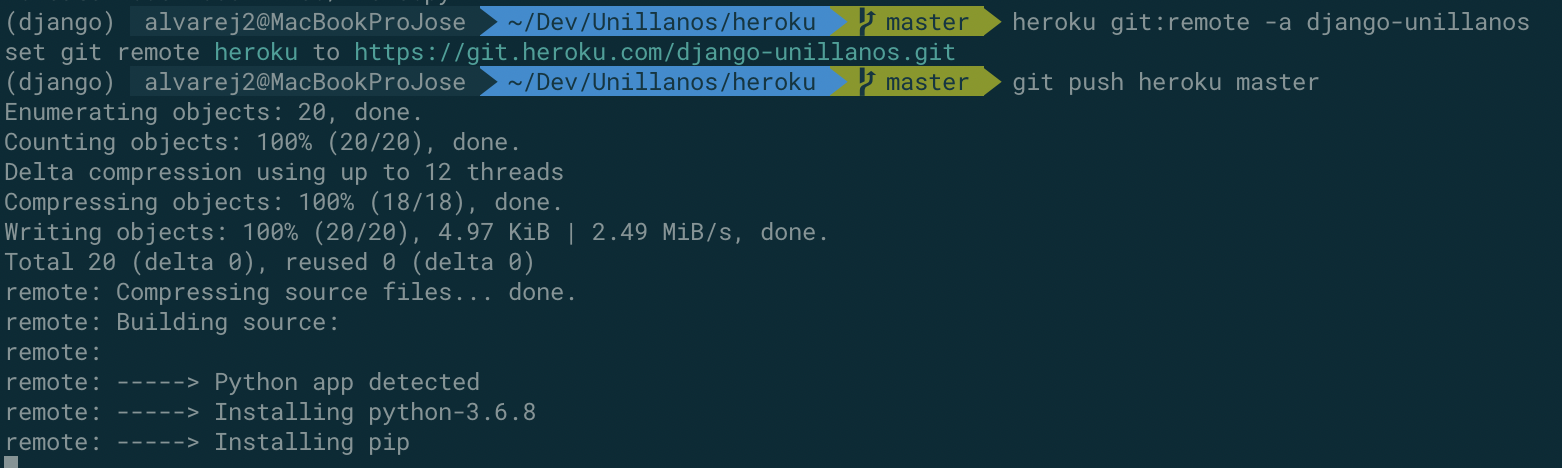 (django) alvarej2@MacBookProJose ~/Dev/Unillanos/heroku master heroku git:remote -a django-unillanos
set git remote heroku to https://git.heroku.com/django-unillanos.git
(django) alvarej2@MacBookProJose ~/Dev/Unillanos/heroku master git push heroku master
Enumerating objects: 20, done.
Counting objects: 100% (20/20), done.
Delta compression using up to 12 threads
Compressing objects: 100% (18/18), done.
Writing objects: 100% (20/20), 4.97 KiB | 2.49 MiB/s, done.
Total 20 (delta 0), reused 0 (delta 0)
remote: Compressing source files... done.
remote: Building source:
remote:
remote: -----> Python app detected
remote: -----> Installing python-3.6.8
remote: -----> Installing pip